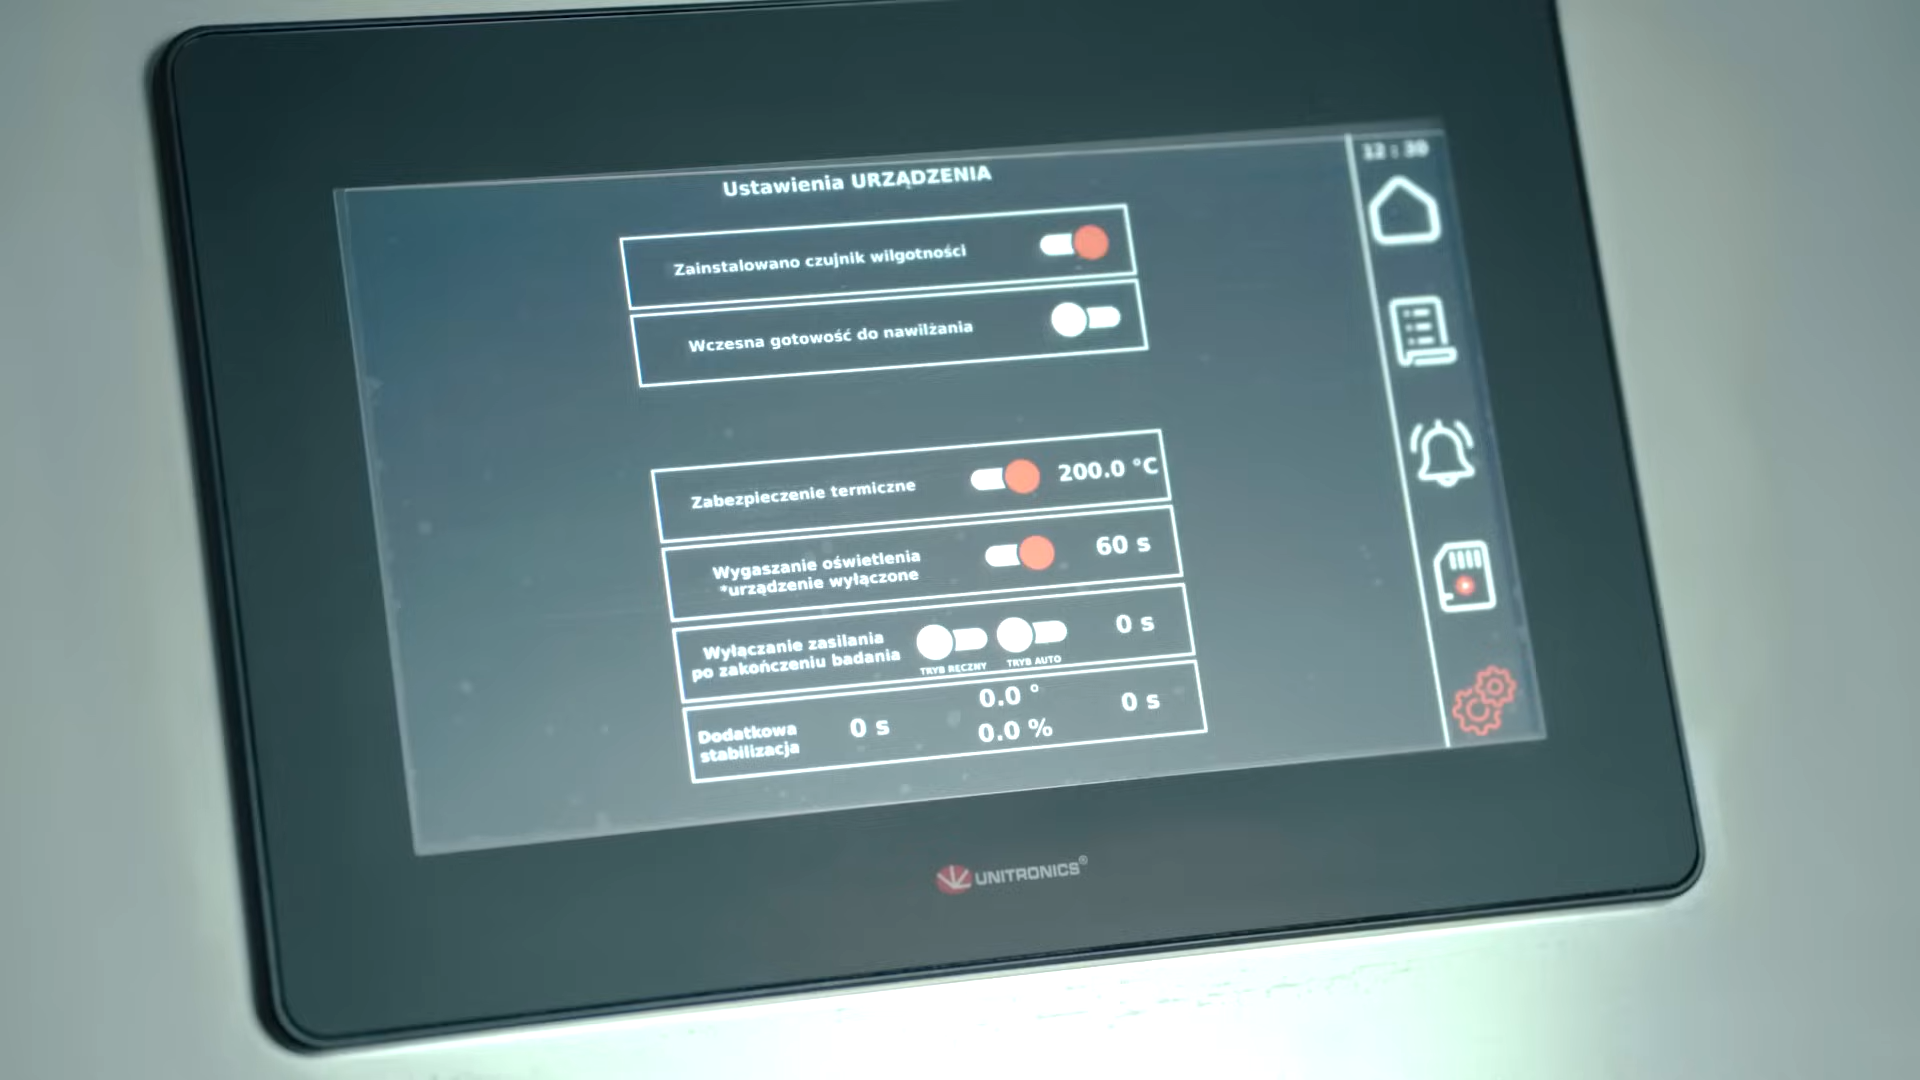 12:30
Ustawienia URZĄDZENIA
Zainstalowano czujnik wilgotności
Wczesna gotowość do nawilżania
Zabezpieczenie termiczne 200.0 °C
Wygaszanie oświetlenia 60 s
*urządzenie wyłączone
Wyłączanie zasilania 0 s
po zakończeniu badania
TRYB RĘCZNY TRYB AUTO
Dodatkowa
stabilizacja
0 s
0.0 °
0.0 %
0 s
UNITRONICS®